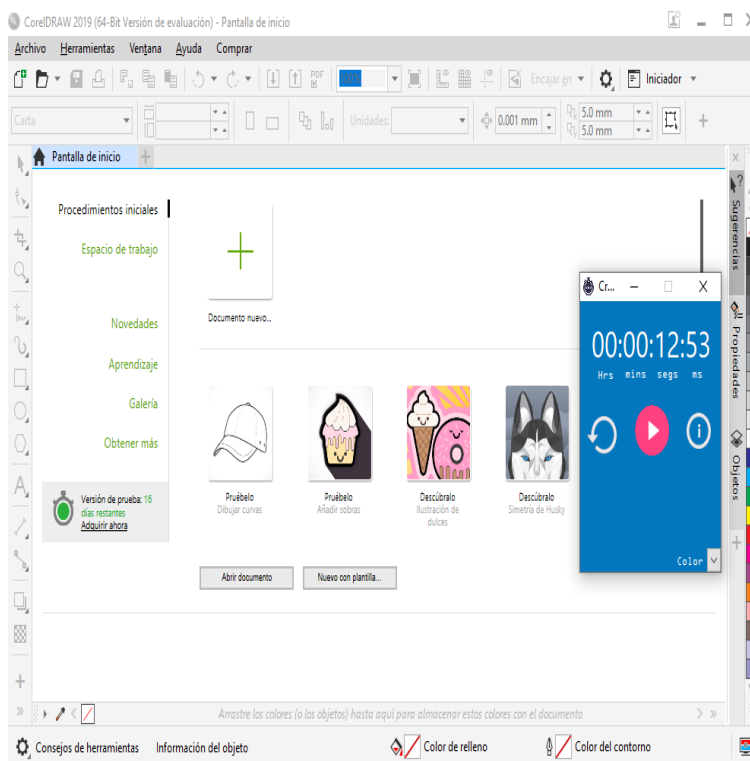 CorelDRAW 2019 (64-Bit Versión de evaluación) - Pantalla de inicio
Archivo Herramientas Ventana Ayuda Comprar
PDF 100% Encajar en Iniciador
Carta Unidades: 0.001 mm 5.0 mm
5.0 mm
Pantalla de inicio
Procedimientos iniciales
Espacio de trabajo
Novedades
Aprendizaje
Galería
Obtener más
Versión de prueba: 16
días restantes
Adquirir ahora
Documento nuevo...
Pruébelo
Dibujar curvas
Pruébelo
Añadir sobras
Descúbralo
Ilustración de
dulces
Descúbralo
Simetría de Husky
Abrir documento Nuevo con plantilla...
Cr...
00:00:12:53
Hrs mins segs ms
Color
Sugerencias
Propiedades
Objetos
Arrastre los colores (o los objetos) hasta aquí para almacenar estos colores con el documento
Consejos de herramientas Información del objeto Color de relleno Color del contorno